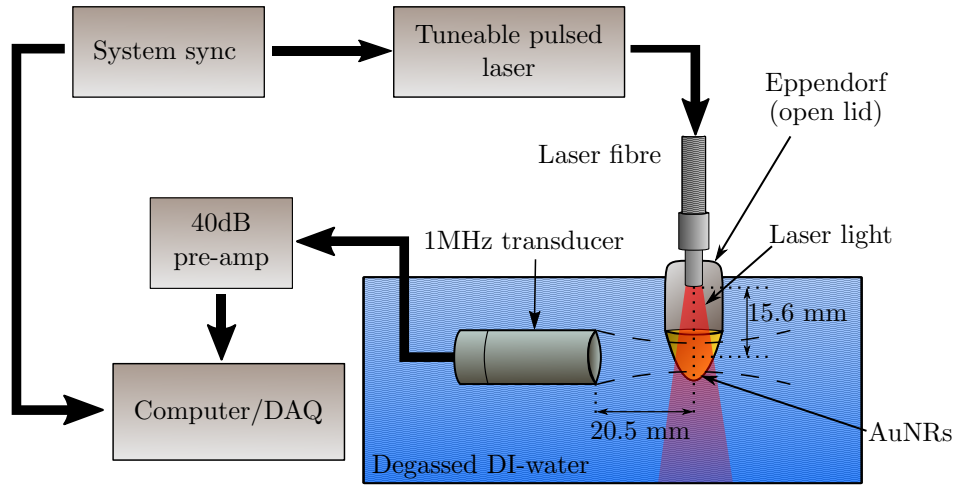 System sync
Tuneable pulsed
laser
Eppendorf
(open lid)
Laser fibre
40dB
pre-amp
1MHz transducer
Laser light
15.6 mm
Computer/DAQ
20.5 mm
AuNRs
Degassed DI-water